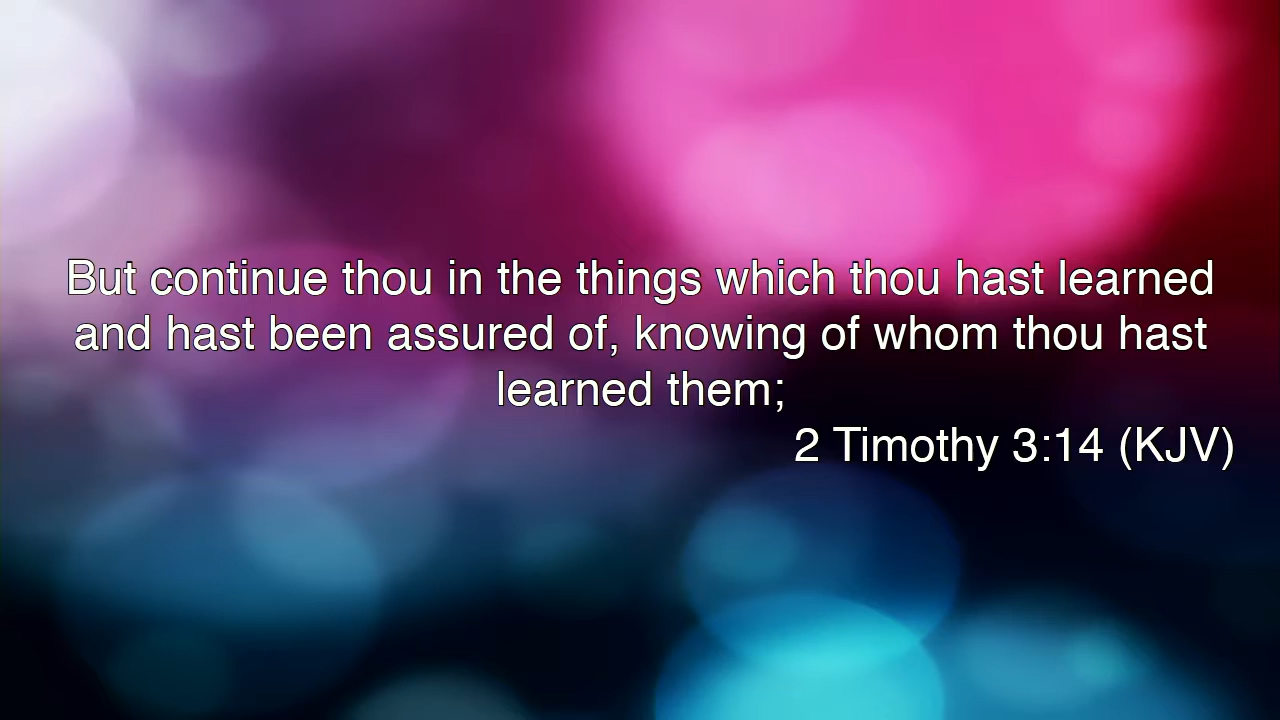 But continue thou in the things which thou hast learned
and hast been assured of, knowing of whom thou hast
learned them;
2 Timothy 3:14 (KJV)